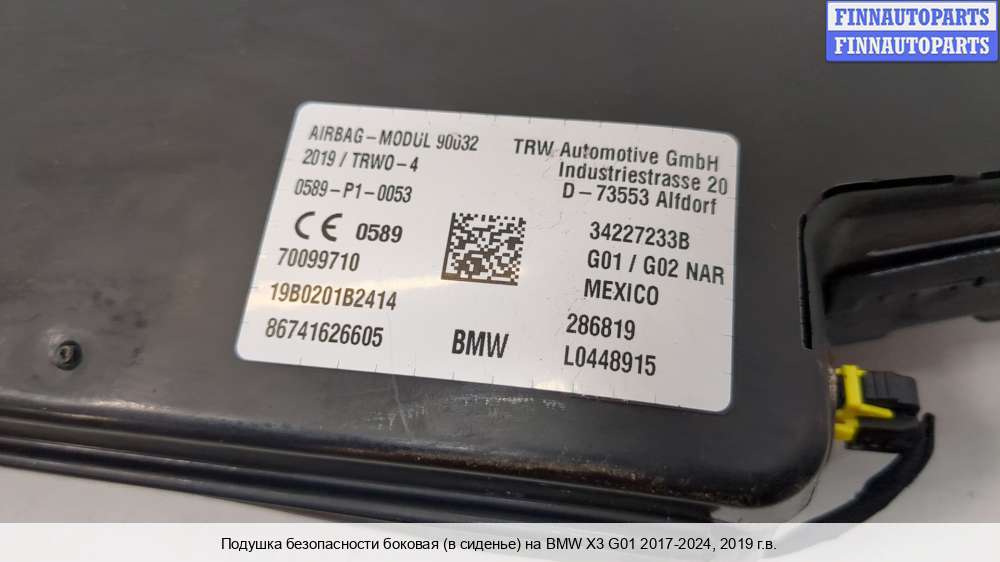 FINNAUTOPARTS
FINNAUTOPARTS
AIRBAG-MODUL 90032
2019 / TRWO-4
0589-P1-0053
CE 0589
70099710
19B0201B2414
86741626605
BMW
TRW Automotive GmbH
Industriestrasse 20
D-73553 Alfdorf
34227233B
G01 / G02 NAR
MEXICO
286819
L0448915
Подушка безопасности боковая (в сиденье) на BMW X3 G01 2017-2024, 2019 г.в.